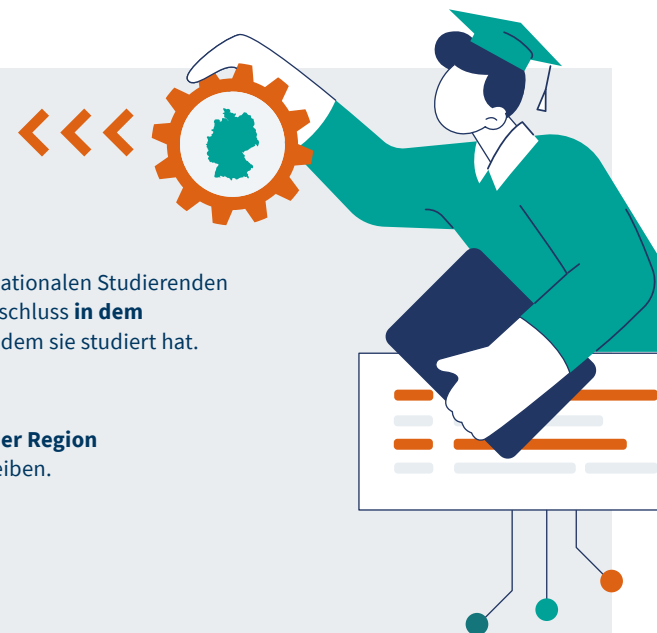 ationalen Studierenden
schluss in dem
dem sie studiert hat.
er Region
eiben.